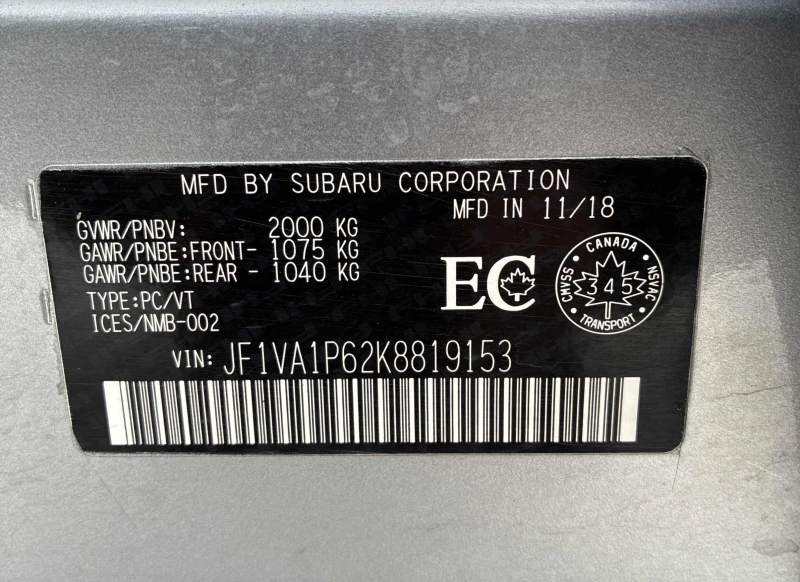 MFD BY SUBARU CORPORATION
MFD IN 11/18
GVWR/PNBV: 2000 KG
GAWR/PNBE:FRONT- 1075 KG
GAWR/PNBE:REAR - 1040 KG
TYPE:PC/VT
ICES/NMB-002
EC
CANADA
CMVSS 345 NSVAC
TRANSPORT
VIN: JF1VA1P62K8819153